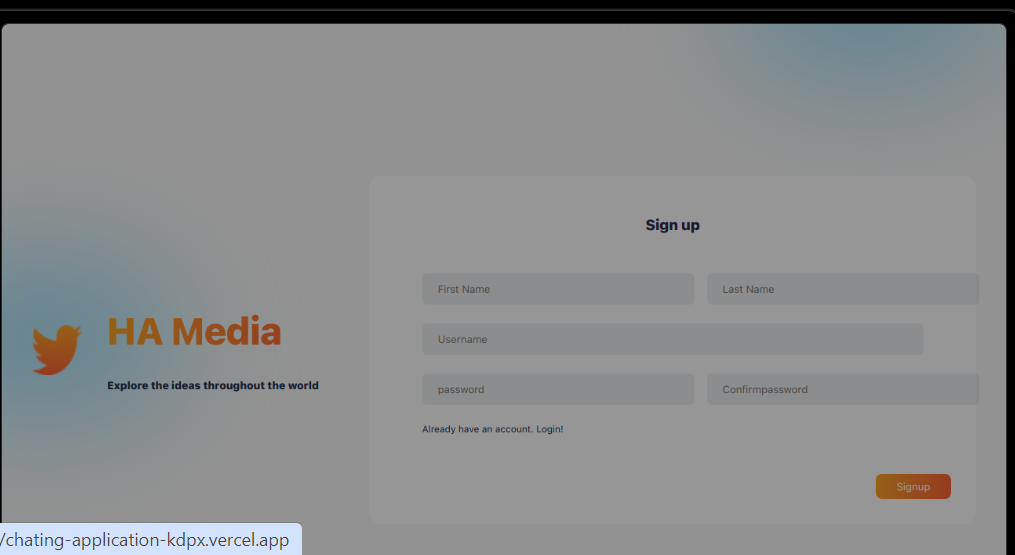 Sign up
First Name
Last Name
HA Media
Username
Explore the ideas throughout the world
password
Confirmpassword
Already have an account. Login!
Signup
/chating-application-kdpx.vercel.app